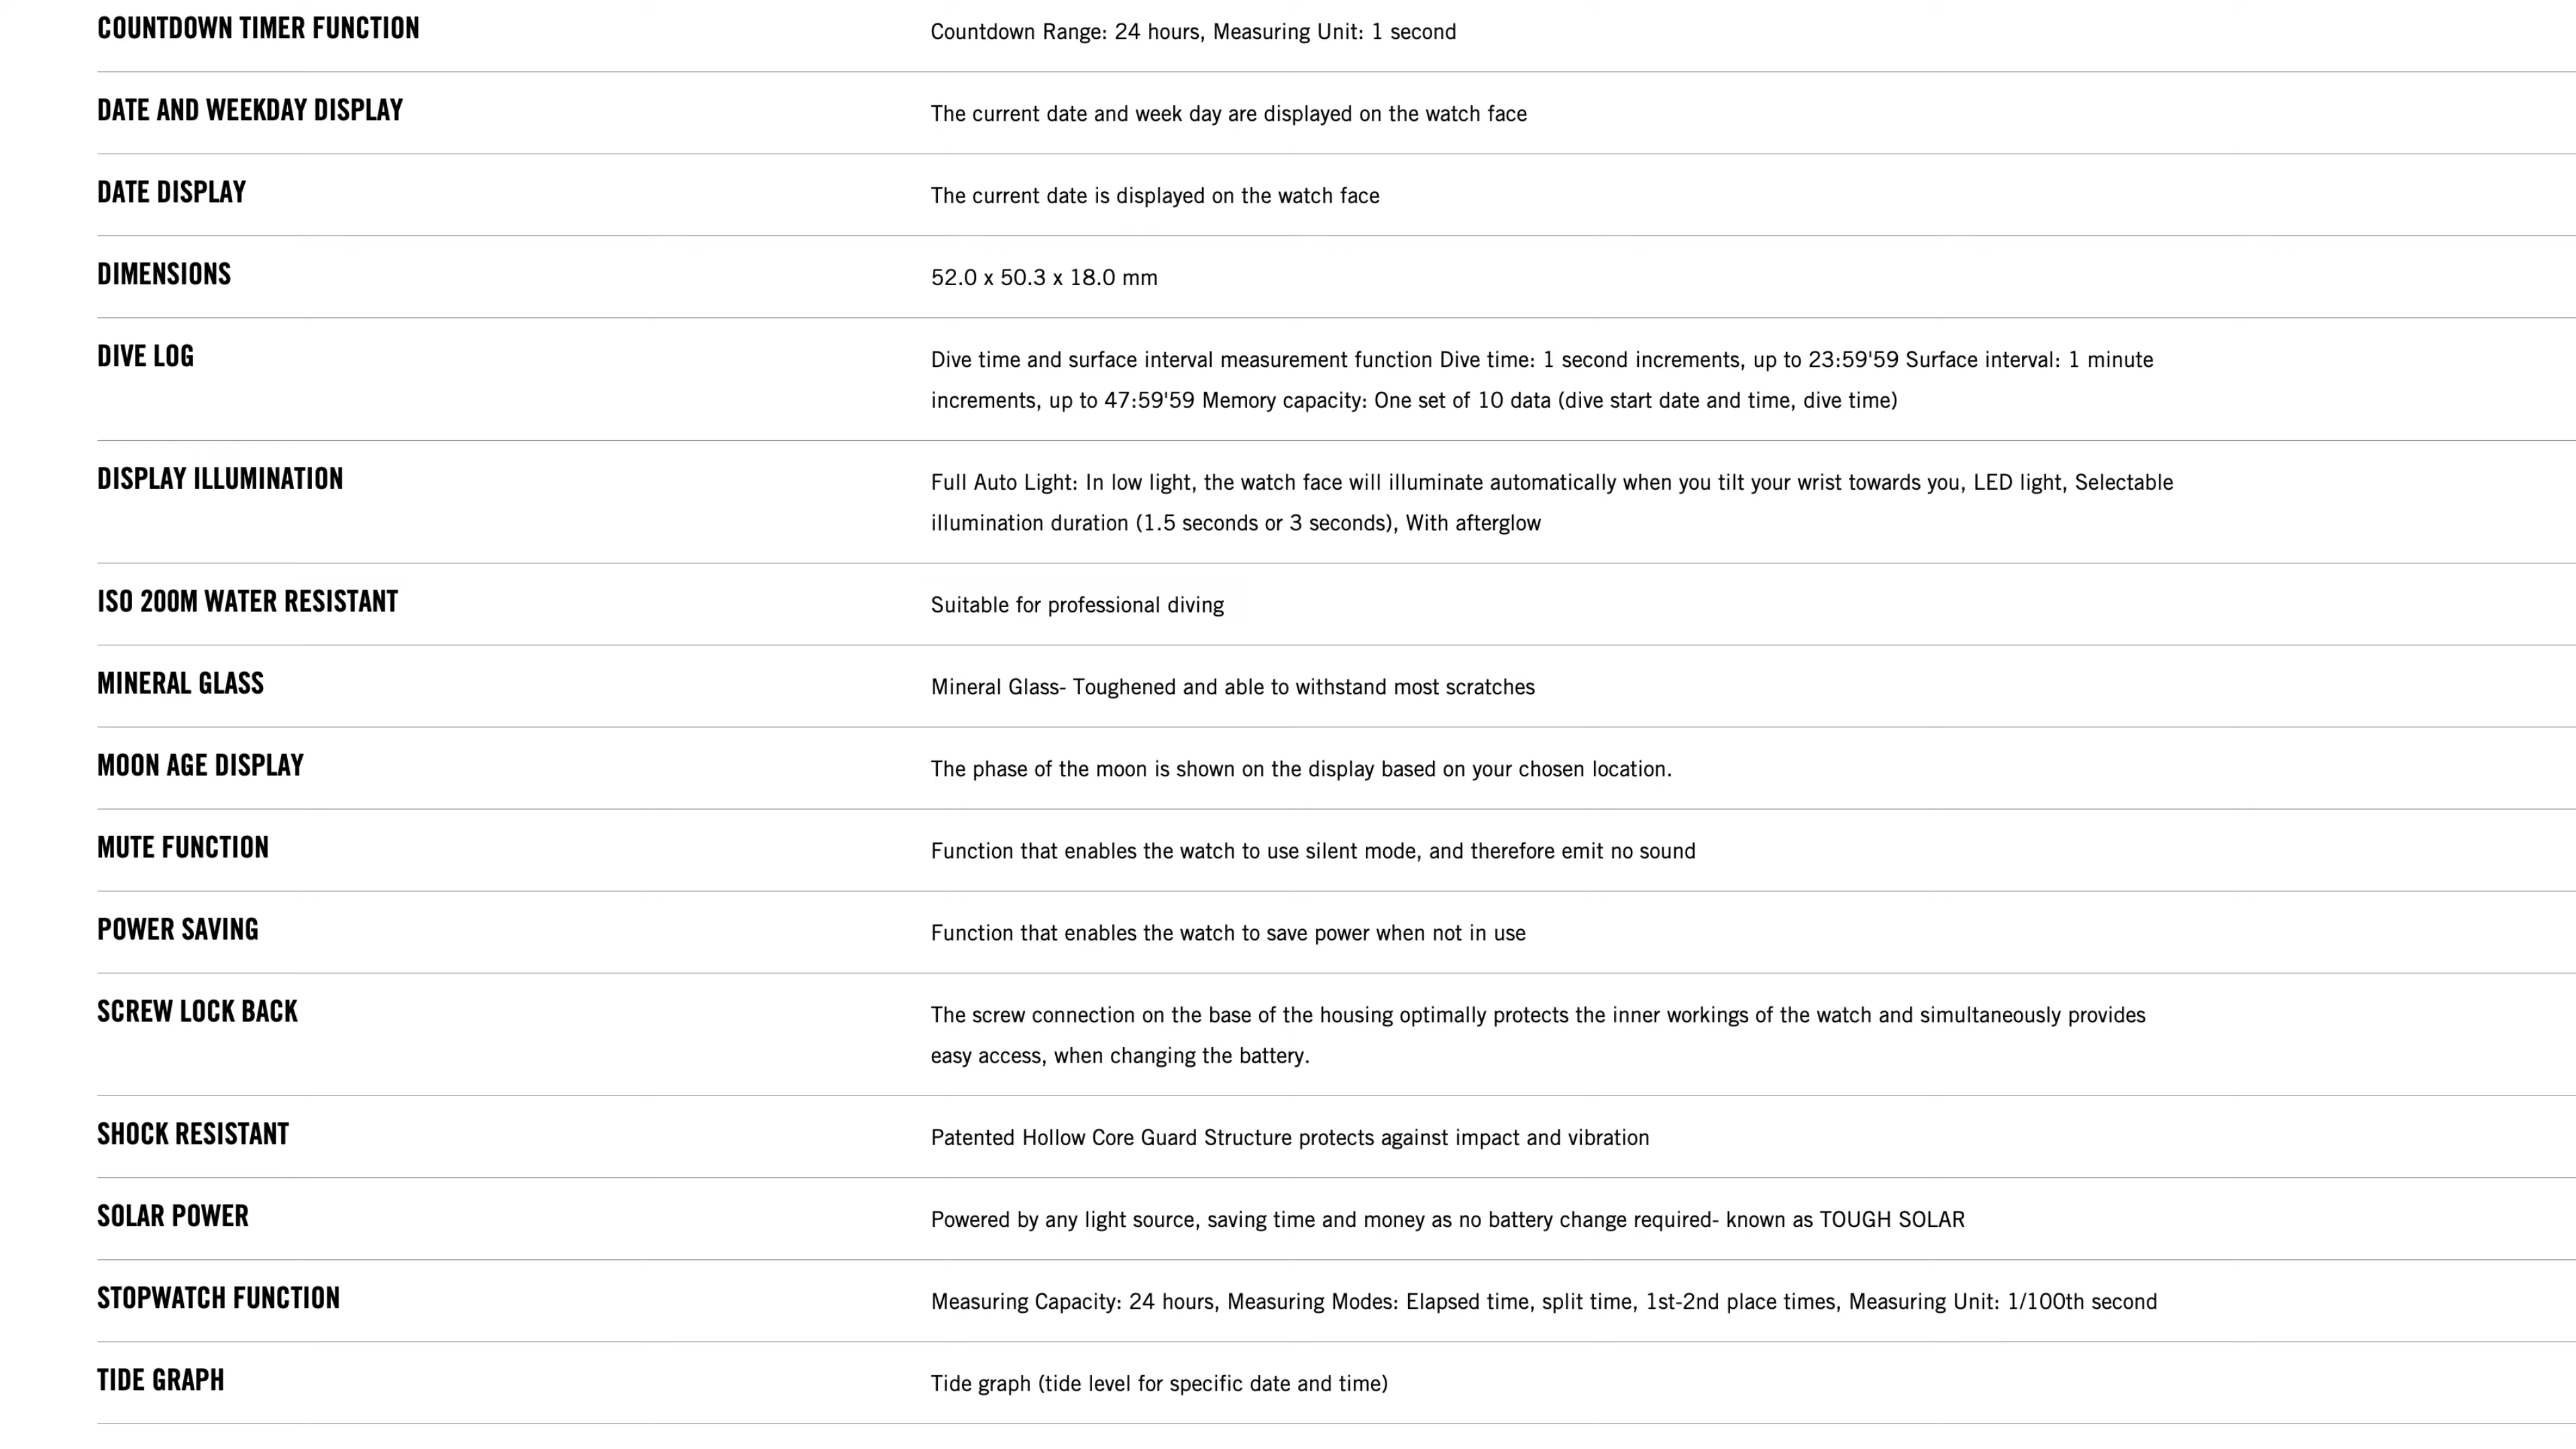 COUNTDOWN TIMER FUNCTION
Countdown Range: 24 hours, Measuring Unit: 1 second
DATE AND WEEKDAY DISPLAY
The current date and week day are displayed on the watch face
DATE DISPLAY
The current date is displayed on the watch face
DIMENSIONS
52.0 x 50.3 x 18.0 mm
DIVE LOG
Dive time and surface interval measurement function Dive time: 1 second increments, up to 23:59'59 Surface interval: 1 minute
increments, up to 47:59'59 Memory capacity: One set of 10 data (dive start date and time, dive time)
DISPLAY ILLUMINATION
Full Auto Light: In low light, the watch face will illuminate automatically when you tilt your wrist towards you, LED light, Selectable
illumination duration (1.5 seconds or 3 seconds), With afterglow
ISO 200M WATER RESISTANT
Suitable for professional diving
MINERAL GLASS
Mineral Glass- Toughened and able to withstand most scratches
MOON AGE DISPLAY
The phase of the moon is shown on the display based on your chosen location.
MUTE FUNCTION
Function that enables the watch to use silent mode, and therefore emit no sound
POWER SAVING
Function that enables the watch to save power when not in use
SCREW LOCK BACK
The screw connection on the base of the housing optimally protects the inner workings of the watch and simultaneously provides
easy access, when changing the battery.
SHOCK RESISTANT
Patented Hollow Core Guard Structure protects against impact and vibration
SOLAR POWER
Powered by any light source, saving time and money as no battery change required- known as TOUGH SOLAR
STOPWATCH FUNCTION
Measuring Capacity: 24 hours, Measuring Modes: Elapsed time, split time, 1st-2nd place times, Measuring Unit: 1/100th second
TIDE GRAPH
Tide graph (tide level for specific date and time)